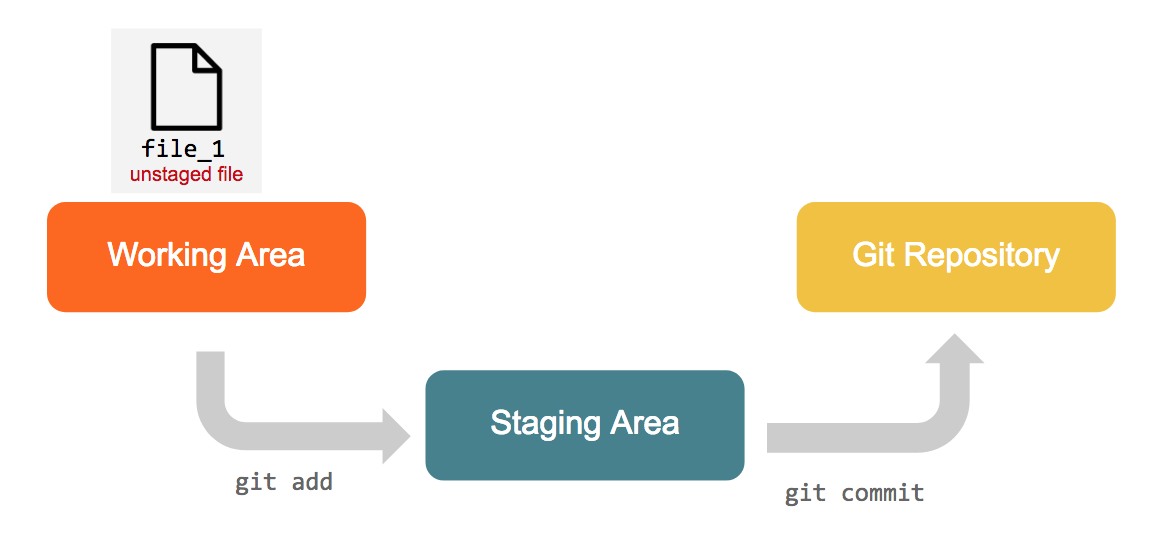 file_1
unstaged file
Working Area
Git Repository
Staging Area
git add
git commit